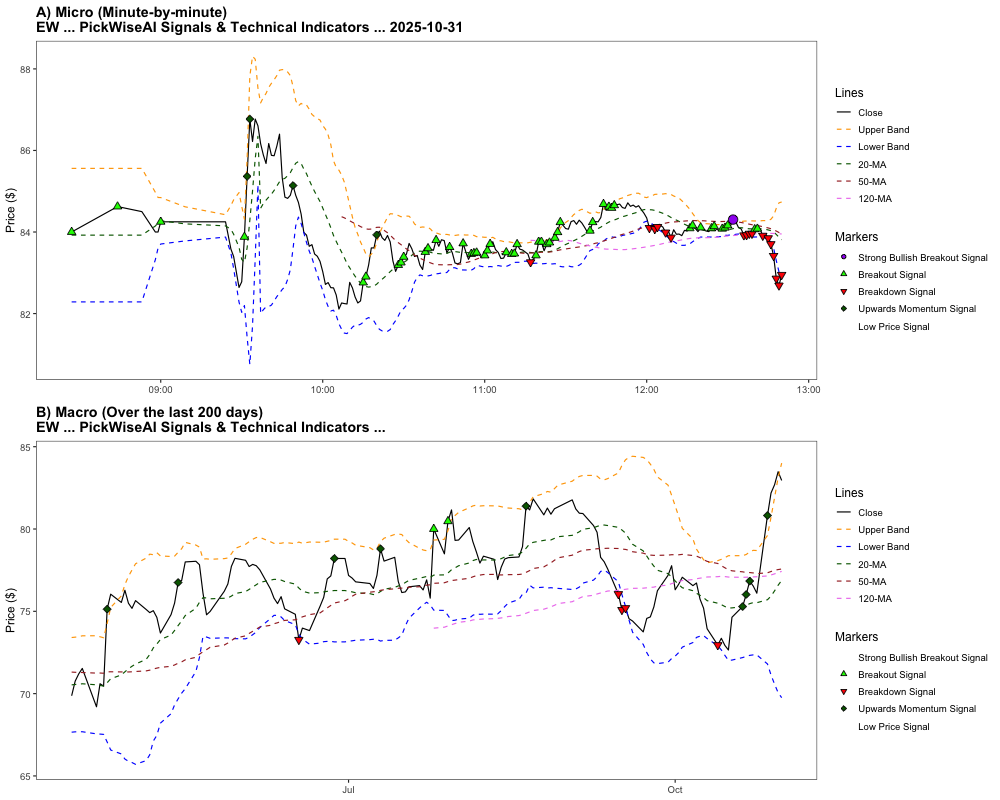 A) Micro (Minute-by-minute)
EW ... PickWiseAI Signals & Technical Indicators ... 2025-10-31
Price ($)
88
86
84
82
09:00
10:00
11:00
12:00
13:00
Lines
Close
Upper Band
Lower Band
20-MA
50-MA
120-MA
Markers
Strong Bullish Breakout Signal
Breakout Signal
Breakdown Signal
Upwards Momentum Signal
Low Price Signal
B) Macro (Over the last 200 days)
EW ... PickWiseAI Signals & Technical Indicators ...
Price ($)
85
80
75
70
65
Jul
Oct
Lines
Close
Upper Band
Lower Band
20-MA
50-MA
120-MA
Markers
Strong Bullish Breakout Signal
Breakout Signal
Breakdown Signal
Upwards Momentum Signal
Low Price Signal